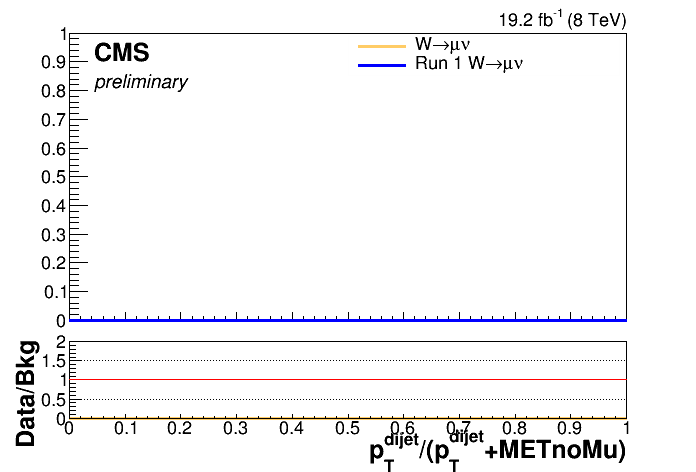 19.2 fb⁻¹ (8 TeV)
CMS
preliminary
W→μν
Run 1 W→μν
1
0.9
0.8
0.7
0.6
0.5
0.4
0.3
0.2
0.1
0
Data/Bkg
2
1.5
1
0.5
0
0 0.1 0.2 0.3 0.4 0.5 0.6 0.7 0.8 0.9 1
p_T^dijet/(p_T^dijet+METnoMu)